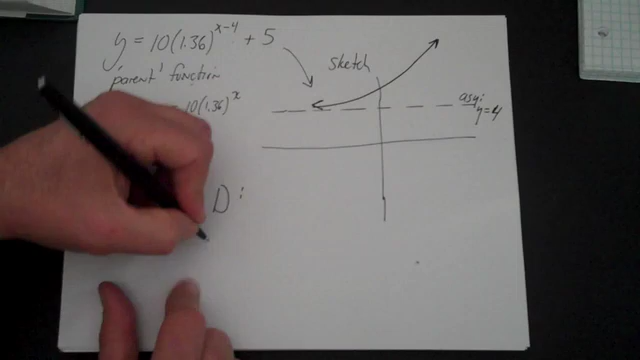 y = 10(1.36)^{x-4} + 5
"parent" function
= 10(1.36)^x
sketch
asy:
y=4
D: